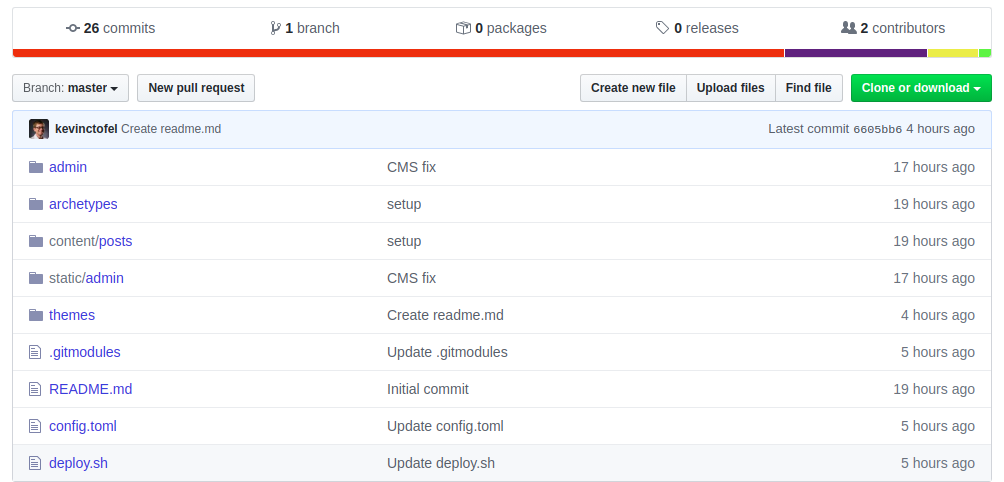 26 commits 1 branch 0 packages 0 releases 2 contributors
Branch: master New pull request Create new file Upload files Find file Clone or download
kevinctofel Create readme.md Latest commit 6605bb6 4 hours ago
admin CMS fix 17 hours ago
archetypes setup 19 hours ago
content/posts setup 19 hours ago
static/admin CMS fix 17 hours ago
themes Create readme.md 4 hours ago
.gitmodules Update .gitmodules 5 hours ago
README.md Initial commit 19 hours ago
config.toml Update config.toml 5 hours ago
deploy.sh Update deploy.sh 5 hours ago